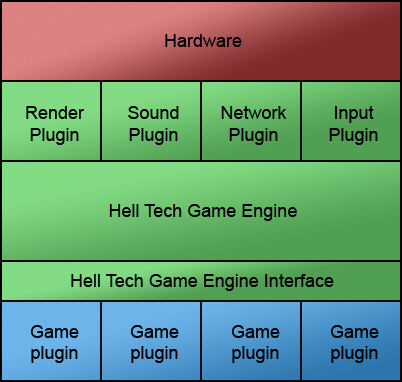 Hardware
Render
Plugin
Sound
Plugin
Network
Plugin
Input
Plugin
Hell Tech Game Engine
Hell Tech Game Engine Interface
Game
plugin
Game
plugin
Game
plugin
Game
plugin